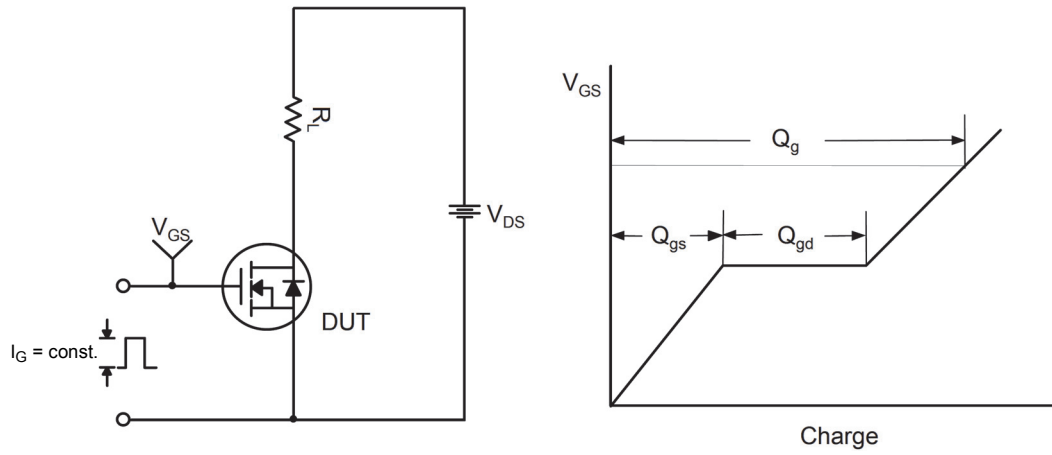 R_L
V_DS
V_GS
DUT
I_G = const.
V_GS
Q_g
Q_gs
Q_gd
Charge